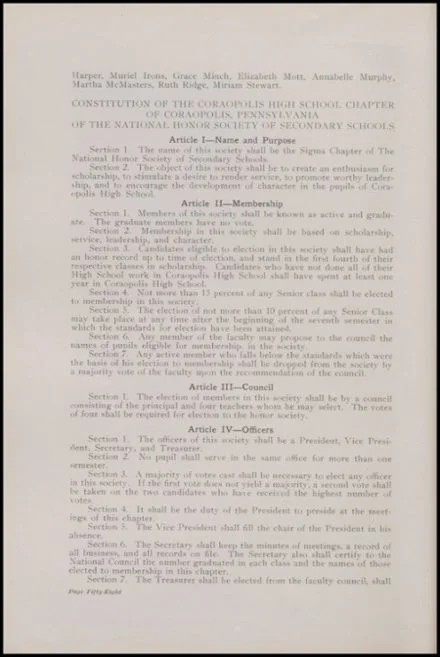 Harper, Muriel Irons, Grace Minch, Elizabeth Mott, Annabelle Murphy,
Martha McMasters, Ruth Ridge, Miriam Stewart.
CONSTITUTION OF THE CORAOPOLIS HIGH SCHOOL CHAPTER
OF CORAOPOLIS, PENNSYLVANIA
OF THE NATIONAL HONOR SOCIETY OF SECONDARY SCHOOLS
Article I—Name and Purpose
Section 1 The name of this society shall be the Sigma Chapter of The
National Honor Society of Secondary Schools.
Section 2. The object of this society shall be to create an enthusiasm for
scholarship, to stimulate a desire to render service, to promote worthy leader-
ship, and to encourage the development of character in the pupils of Cora-
opolis High School.
Article II—Membership
Section 1. Members of this society shall be known as active and gradu-
ate. The graduate members have no vote.
Section 2. Membership in this society shall be based on scholarship,
service, leadership, and character.
Section 3. Candidates eligible to election in this society shall have had
an honor record up to time of election, and stand in the first fourth of their
respective classes in scholarship. Candidates who have not done all of their
High School work in Coraopolis High School shall have spent at least one
year in Coraopolis High School.
Section 4. Not more than 15 percent of any Senior class shall be elected
to membership in this society.
Section 5. The election of not more than 10 percent of any Senior Class
may take place at any time after the beginning of the seventh semester in
which the standards for election have been attained.
Section 6. Any member of the faculty may propose to the council the
names of pupils eligible for membership in the society.
Section 7. Any active member who falls below the standards which were
the basis of his election to membership shall be dropped from the society by
a majority vote of the faculty upon the recommendation of the council.
Article III—Council
Section 1. The election of members in this society shall be by a council
consisting of the principal and four teachers whom he may select. The votes
of four shall be required for election to the honor society.
Article IV—Officers
Section 1. The officers of this society shall be a President, Vice Presi-
dent, Secretary, and Treasurer.
Section 2. No pupil shall serve in the same office for more than one
semester.
Section 3. A majority of votes cast shall be necessary to elect any officer
in this society. If the first vote does not yield a majority, a second vote shall
be taken on the two candidates who have received the highest number of
votes.
Section 4. It shall be the duty of the President to preside at the meet-
ings of this chapter.
Section 5. The Vice President shall fill the chair of the President in his
absence.
Section 6. The Secretary shall keep the minutes of meetings, a record of
all business, and all records on file. The Secretary also shall certify to the
National Council the number graduated in each class and the names of those
elected to membership in this chapter.
Section 7. The Treasurer shall be elected from the faculty council, shall
Page Fifty-Eight